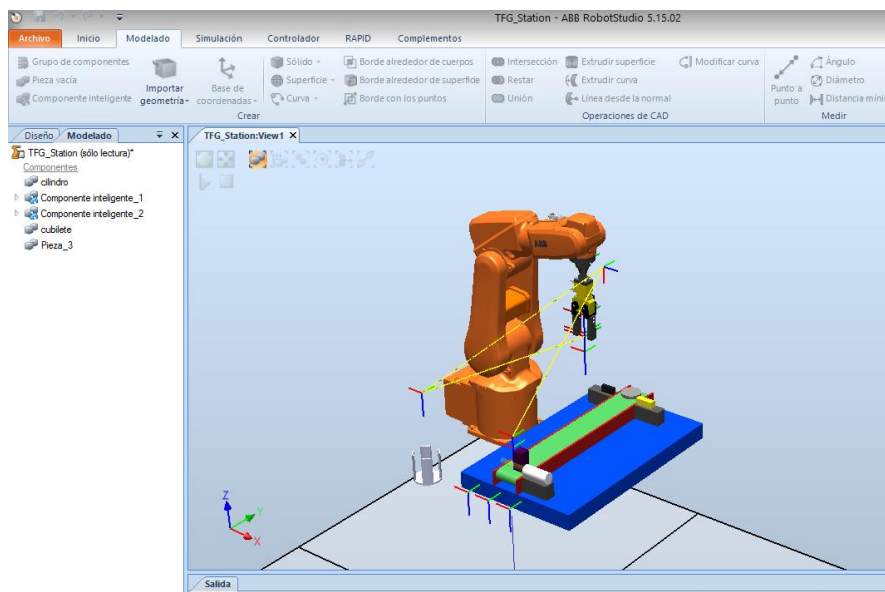 TFG_Station - ABB RobotStudio 5.15.02
Archivo Inicio Modelado Simulación Controlador RAPID Complementos
Grupo de componentes
Pieza vacía
Componente inteligente
Importar geometría
Base de coordenadas
Sólido
Superficie
Curva
Borde alrededor de cuerpos
Borde alrededor de superficie
Borde con los puntos
Crear
Intersección
Restar
Unión
Extrudir superficie
Extrudir curva
Línea desde la normal
Modificar curva
Operaciones de CAD
Punto a punto
Ángulo
Diámetro
Distancia míni
Medir
Diseño Modelado
TFG_Station:View1
TFG_Station (sólo lectura)*
Componentes
cilindro
Componente inteligente_1
Componente inteligente_2
cubilete
Pieza_3
ABB
Z
Y
X
Salida